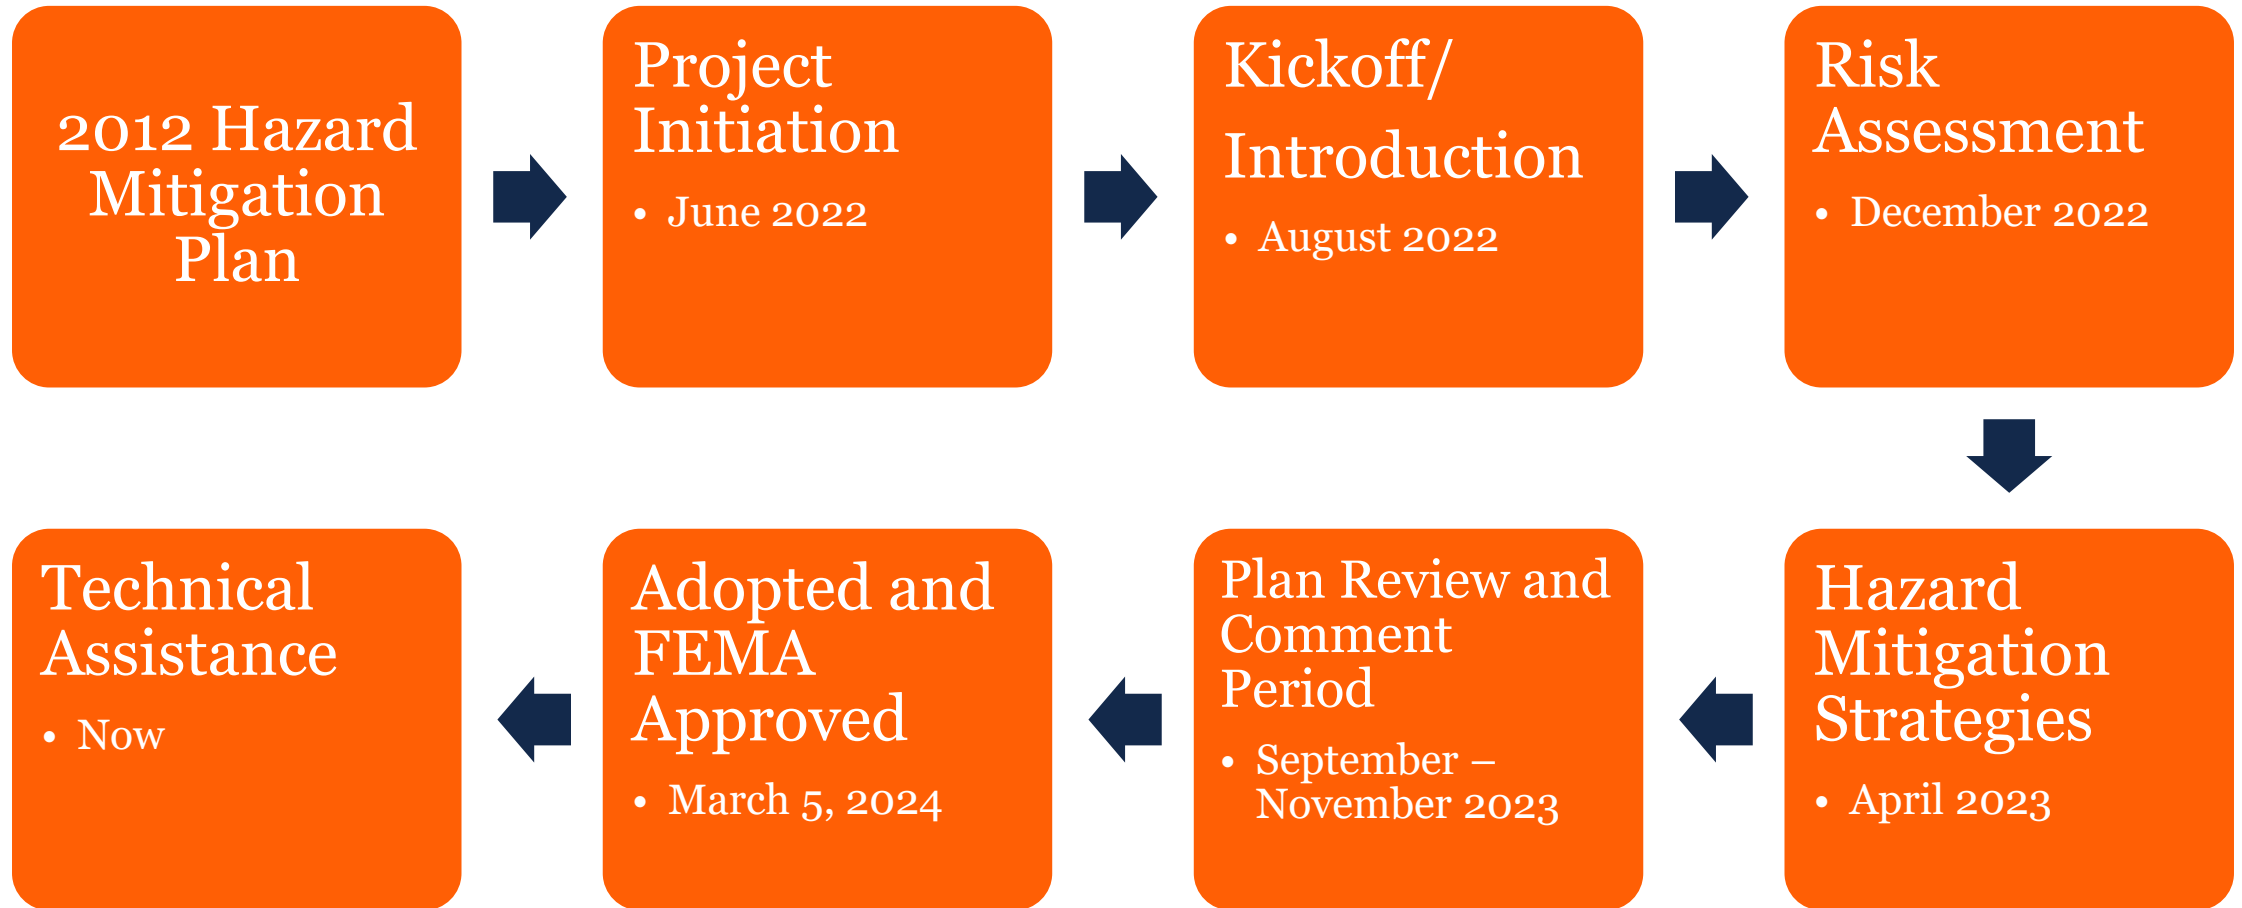 2012 Hazard
Mitigation
Plan
Project
Initiation
• June 2022
Kickoff/
Introduction
• August 2022
Risk
Assessment
• December 2022
Hazard
Mitigation
Strategies
• April 2023
Plan Review and
Comment
Period
• September –
November 2023
Adopted and
FEMA
Approved
• March 5, 2024
Technical
Assistance
• Now